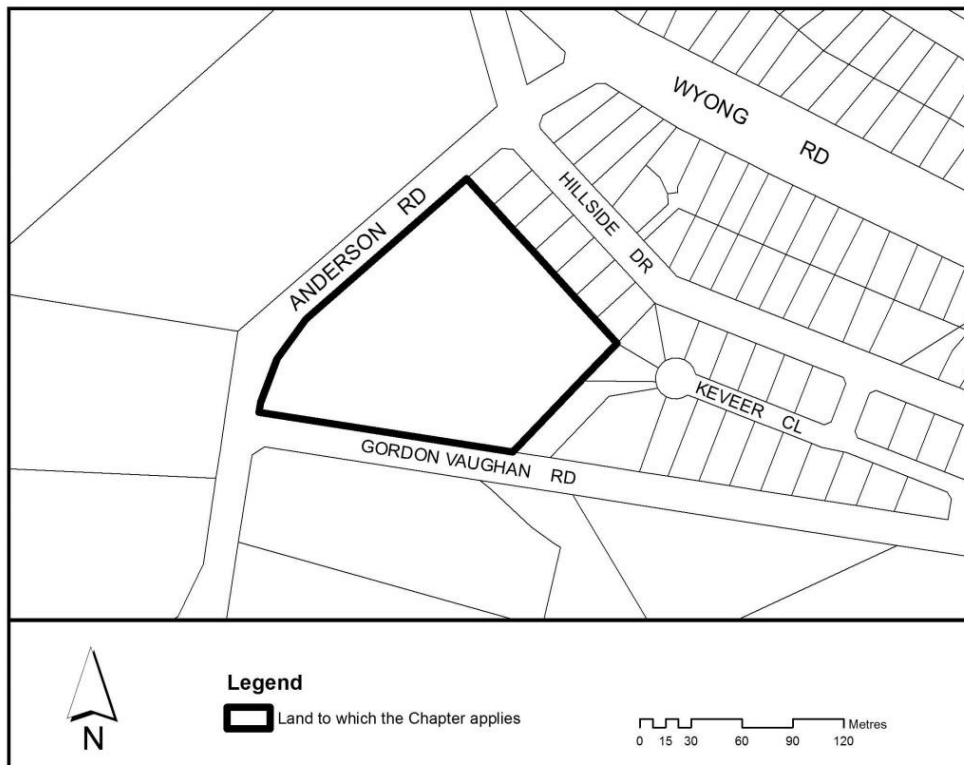 WYONG RD
HILLSIDE DR
ANDERSON RD
KEVEER CL
GORDON VAUGHAN RD
N
Legend
Land to which the Chapter applies
Metres
0 15 30 60 90 120